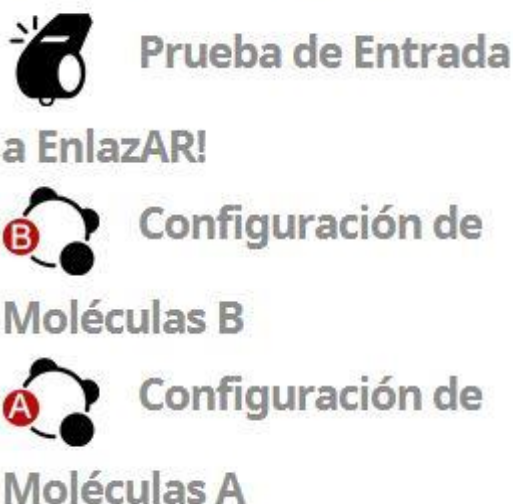 Prueba de Entrada
a EnlazAR!
B
Configuración de
Moléculas B
A
Configuración de
Moléculas A